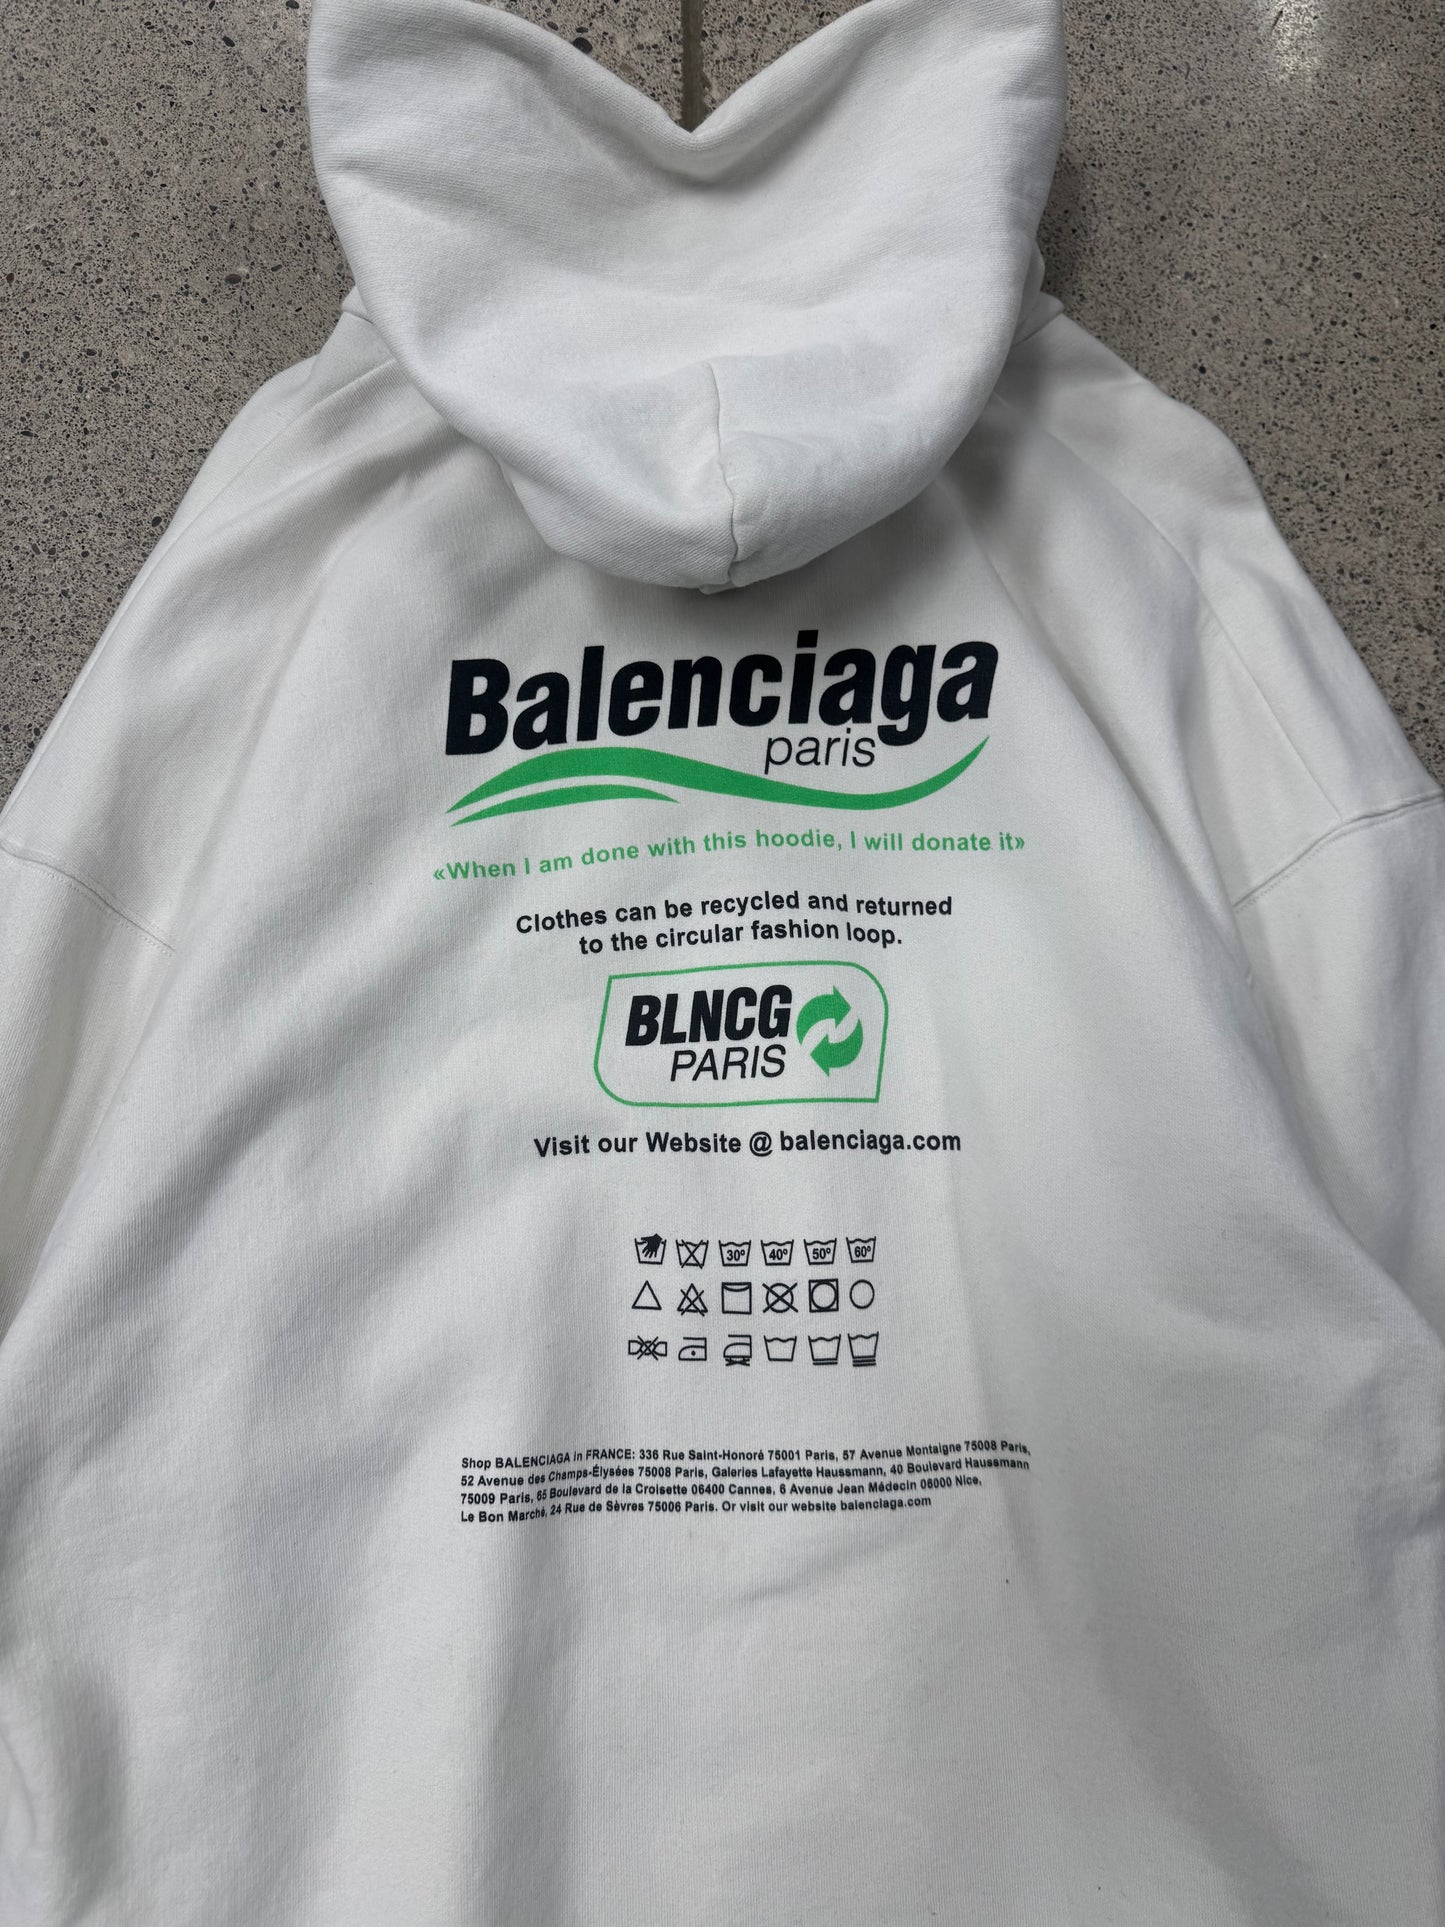 Balenciaga
paris
«When I am done with this hoodie, I will donate it»
Clothes can be recycled and returned
to the circular fashion loop.
BLNCG
PARIS
Visit our Website @ balenciaga.com
30° 40° 50° 60°
Shop BALENCIAGA in FRANCE: 336 Rue Saint-Honoré 75001 Paris, 57 Avenue Montaigne 75008 Paris,
52 Avenue des Champs-Élysées 75008 Paris, Galeries Lafayette Haussmann, 40 Boulevard Haussmann
75009 Paris, 65 Boulevard de la Croisette 06400 Cannes, 6 Avenue Jean Médecin 06000 Nice,
Le Bon Marché, 24 Rue de Sèvres 75006 Paris. Or visit our website balenciaga.com